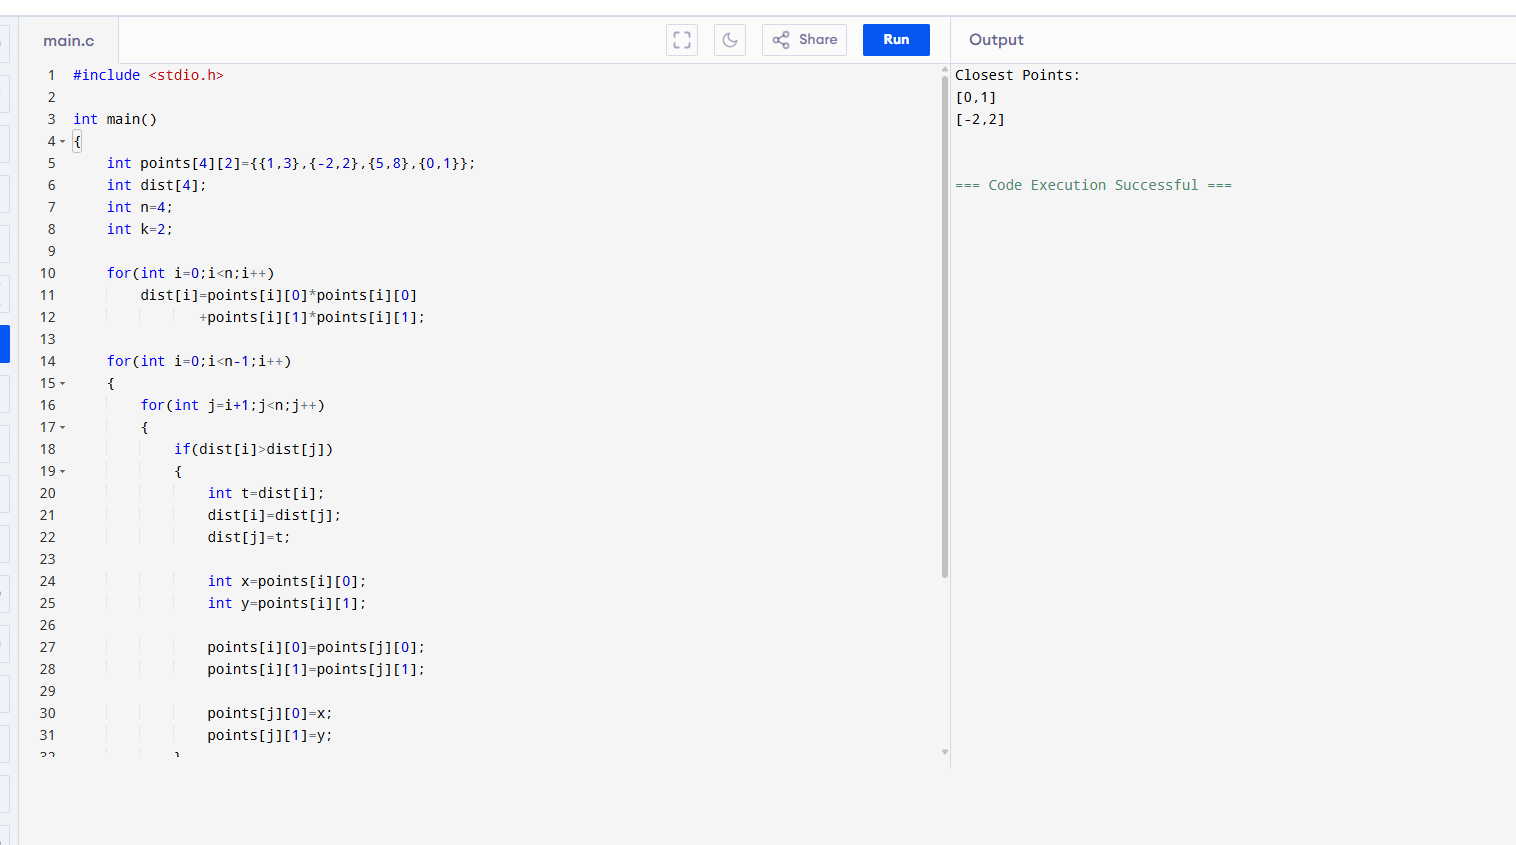 main.c
Share
Run
Output
1 #include <stdio.h>
2
3 int main()
4 {
5     int points[4][2]={{1,3},{-2,2},{5,8},{0,1}};
6     int dist[4];
7     int n=4;
8     int k=2;
9
10     for(int i=0;i<n;i++)
11         dist[i]=points[i][0]*points[i][0]
12                +points[i][1]*points[i][1];
13
14     for(int i=0;i<n-1;i++)
15     {
16         for(int j=i+1;j<n;j++)
17         {
18             if(dist[i]>dist[j])
19             {
20                 int t=dist[i];
21                 dist[i]=dist[j];
22                 dist[j]=t;
23
24                 int x=points[i][0];
25                 int y=points[i][1];
26
27                 points[i][0]=points[j][0];
28                 points[i][1]=points[j][1];
29
30                 points[j][0]=x;
31                 points[j][1]=y;
32             }
Closest Points:
[0,1]
[-2,2]
=== Code Execution Successful ===